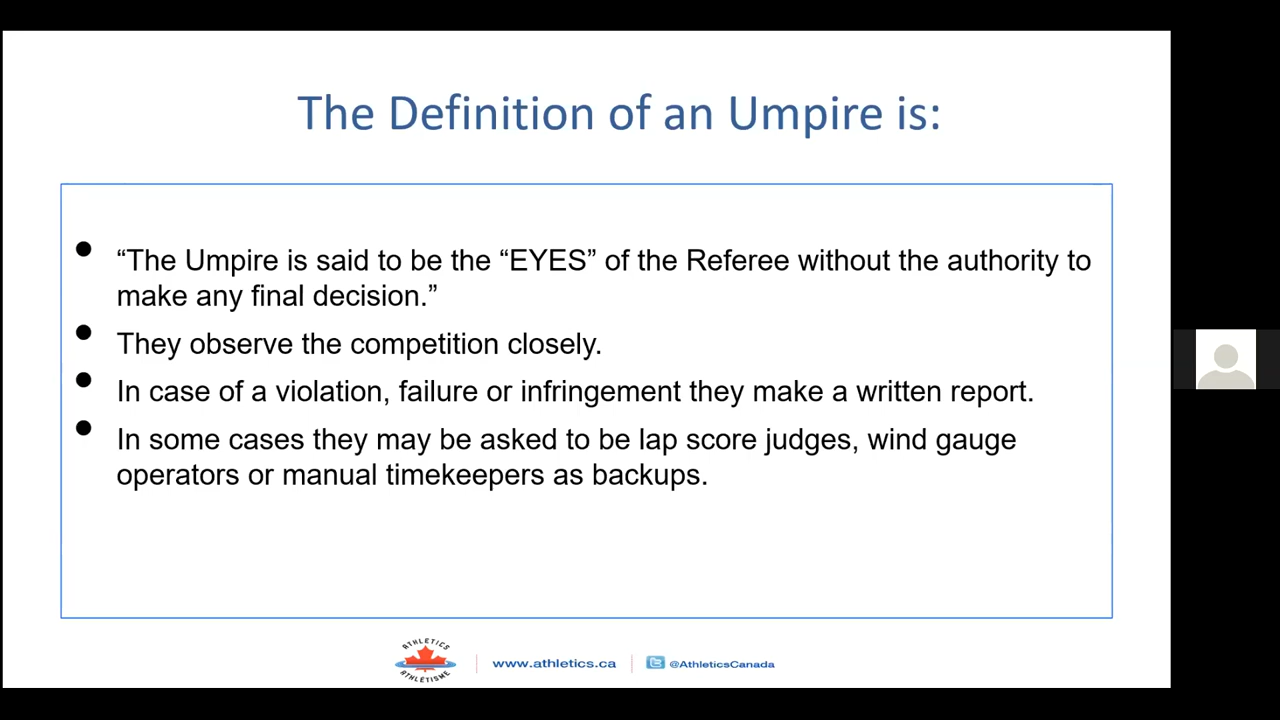 The Definition of an Umpire is:
• “The Umpire is said to be the “EYES” of the Referee without the authority to
make any final decision.”
• They observe the competition closely.
• In case of a violation, failure or infringement they make a written report.
• In some cases they may be asked to be lap score judges, wind gauge
operators or manual timekeepers as backups.
ATHLETICS
ATHLÉTISME
www.athletics.ca
@AthleticsCanada